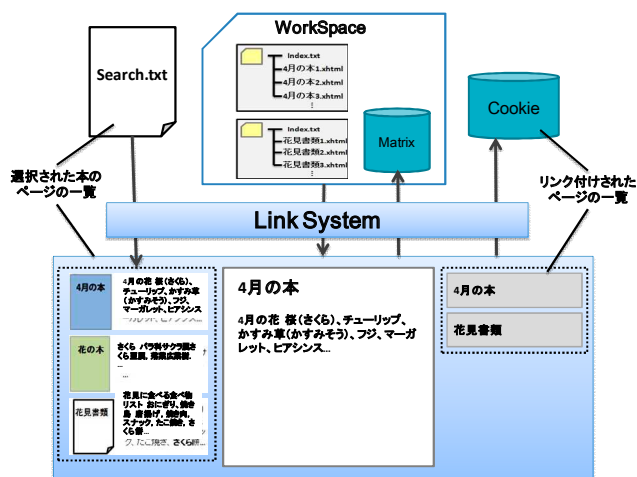 WorkSpace
Search.txt
Index.txt
4月の本1.xhtml
4月の本2.xhtml
4月の本3.xhtml
Index.txt
花見書類1.xhtml
花見書類2.xhtml
花見書類3.xhtml
Matrix
Cookie
選択された本の
ページの一覧
リンク付けされた
ページの一覧
Link System
4月の本
4月の花 桜(さくら)、
チューリップ、かすみ草
(かすみそう)、フジ、
マーガレット、ヒアシンス
花の本
さくら バラ科サクラ属さ
くら亜属,落葉広葉樹.
...
...
花見書類
花見に食べる食べ物
リスト おにぎり、焼き
鳥 唐揚げ, 焼き肉,
スナック, たこ焼き, さ
くら餅...
ク, たこ焼き, さくら餅...
4月の本
4月の花 桜(さくら)、チューリップ、
かすみ草(かすみそう)、フジ、マーガ
レット、ヒアシンス...
4月の本
花見書類